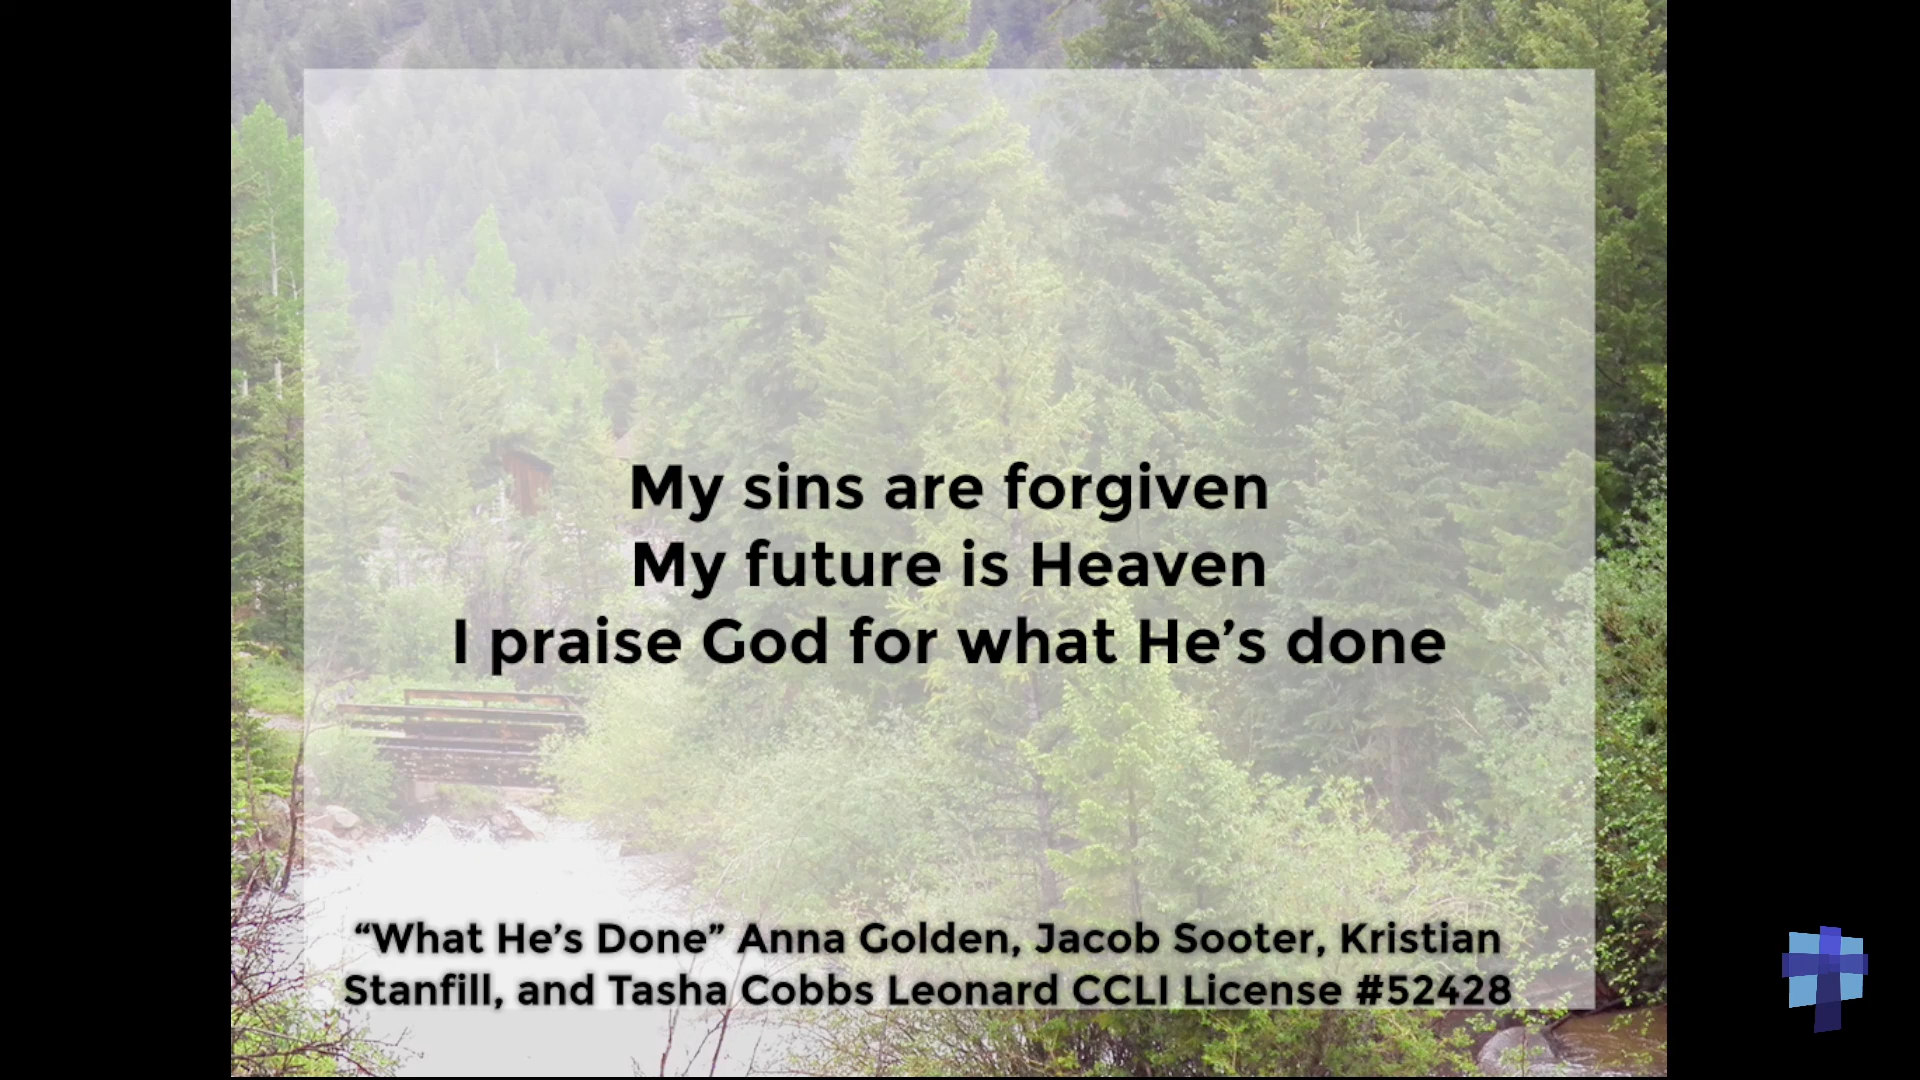 My sins are forgiven
My future is Heaven
I praise God for what He’s done
“What He’s Done” Anna Golden, Jacob Sooter, Kristian
Stanfill, and Tasha Cobbs Leonard CCLI License #52428